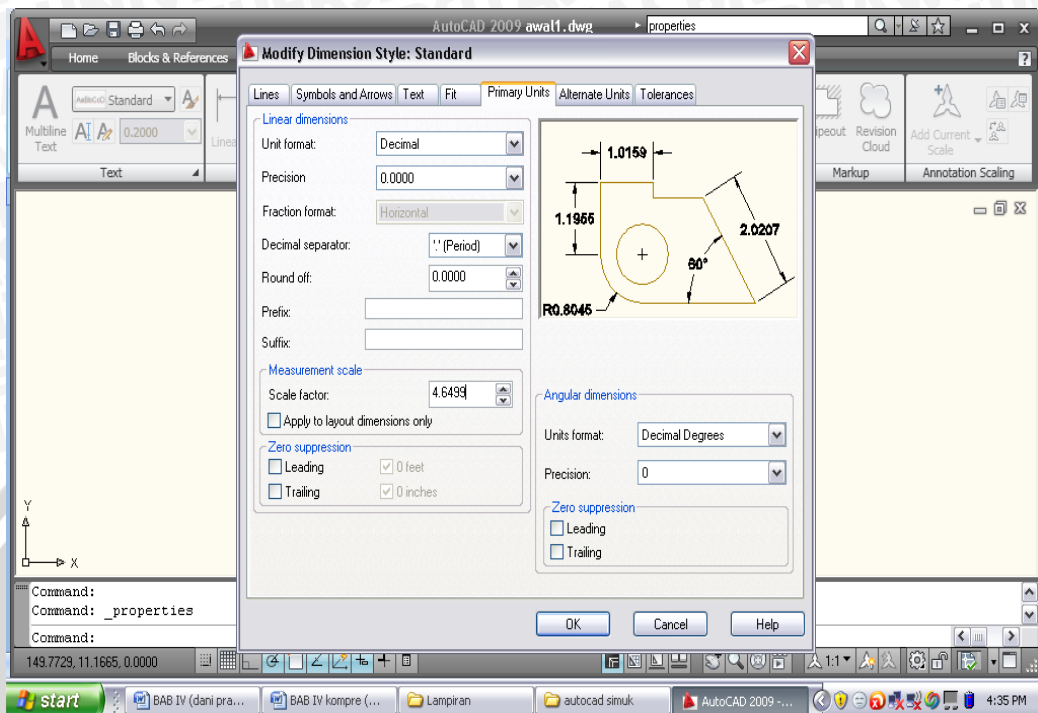 AutoCAD 2009 awal1.dwg
properties
Home Blocks & References
Modify Dimension Style: Standard
Lines Symbols and Arrows Text Fit Primary Units Alternate Units Tolerances
A Standard
Multiline Text
0.2000
Linea
Text
Linear dimensions
Unit format: Decimal
Precision 0.0000
Fraction format: Horizontal
Decimal separator: '.' (Period)
Round off: 0.0000
Prefix:
Suffix:
Measurement scale
Scale factor: 4.6499
Apply to layout dimensions only
Zero suppression
Leading 0 feet
Trailing 0 inches
1.0159
1.1955
2.0207
60°
R0.8045
Angular dimensions
Units format: Decimal Degrees
Precision: 0
Zero suppression
Leading
Trailing
OK Cancel Help
ipeout Revision Cloud
Add Current Scale
Markup Annotation Scaling
Y
X
Command:
Command: _properties
Command:
149.7729, 11.1665, 0.0000
1:1
start BAB IV (dani pra... BAB IV kompre (... Lampiran autocad simuk AutoCAD 2009 -... 4:35 PM